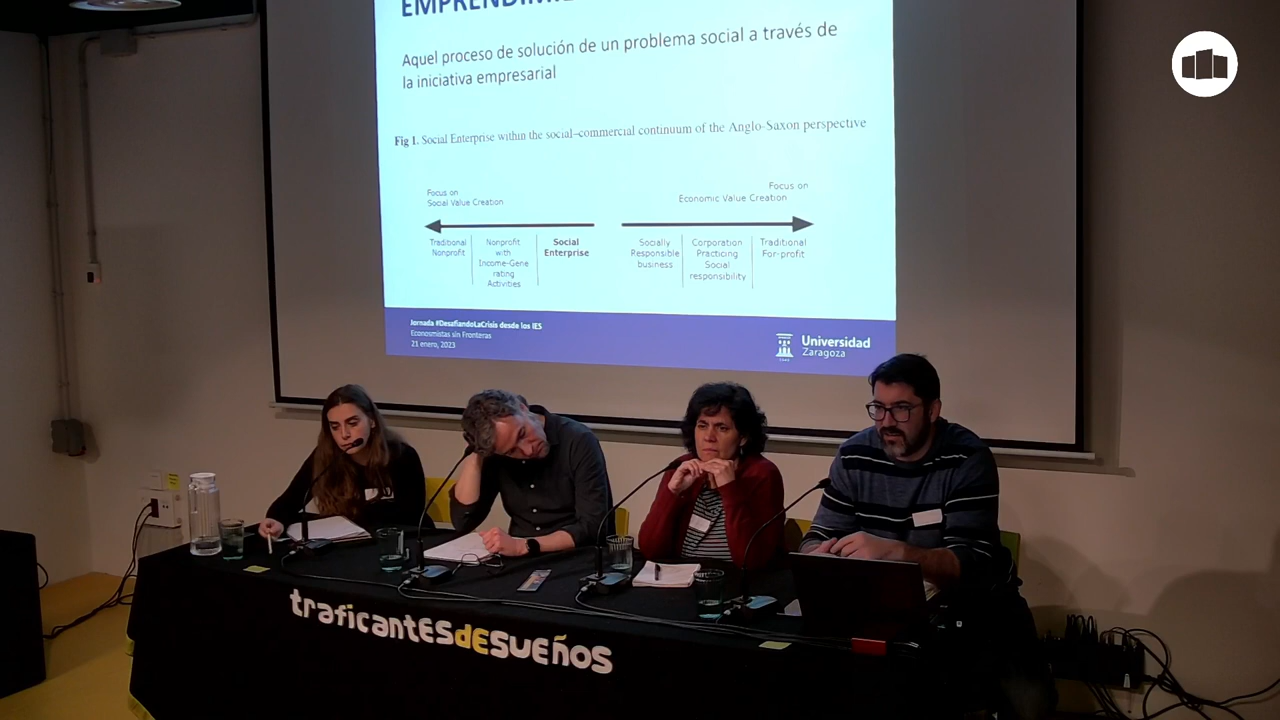 Aquel proceso de solución de un problema social a través de
la iniciativa empresarial
Fig 1. Social Enterprise within the social–commercial continuum of the Anglo-Saxon perspective
Focus on
Social Value Creation
Focus on
Economic Value Creation
Traditional
Nonprofit
Nonprofit
with
Income-Gene
rating
Activities
Social
Enterprise
Socially
Responsible
business
Corporation
Practicing
Social
responsibility
Traditional
For-profit
Jornada #DesafiandoLaCrisis desde los IES
Econosmistas sin Fronteras
21 enero, 2023
Universidad
Zaragoza
traficantes de sueños